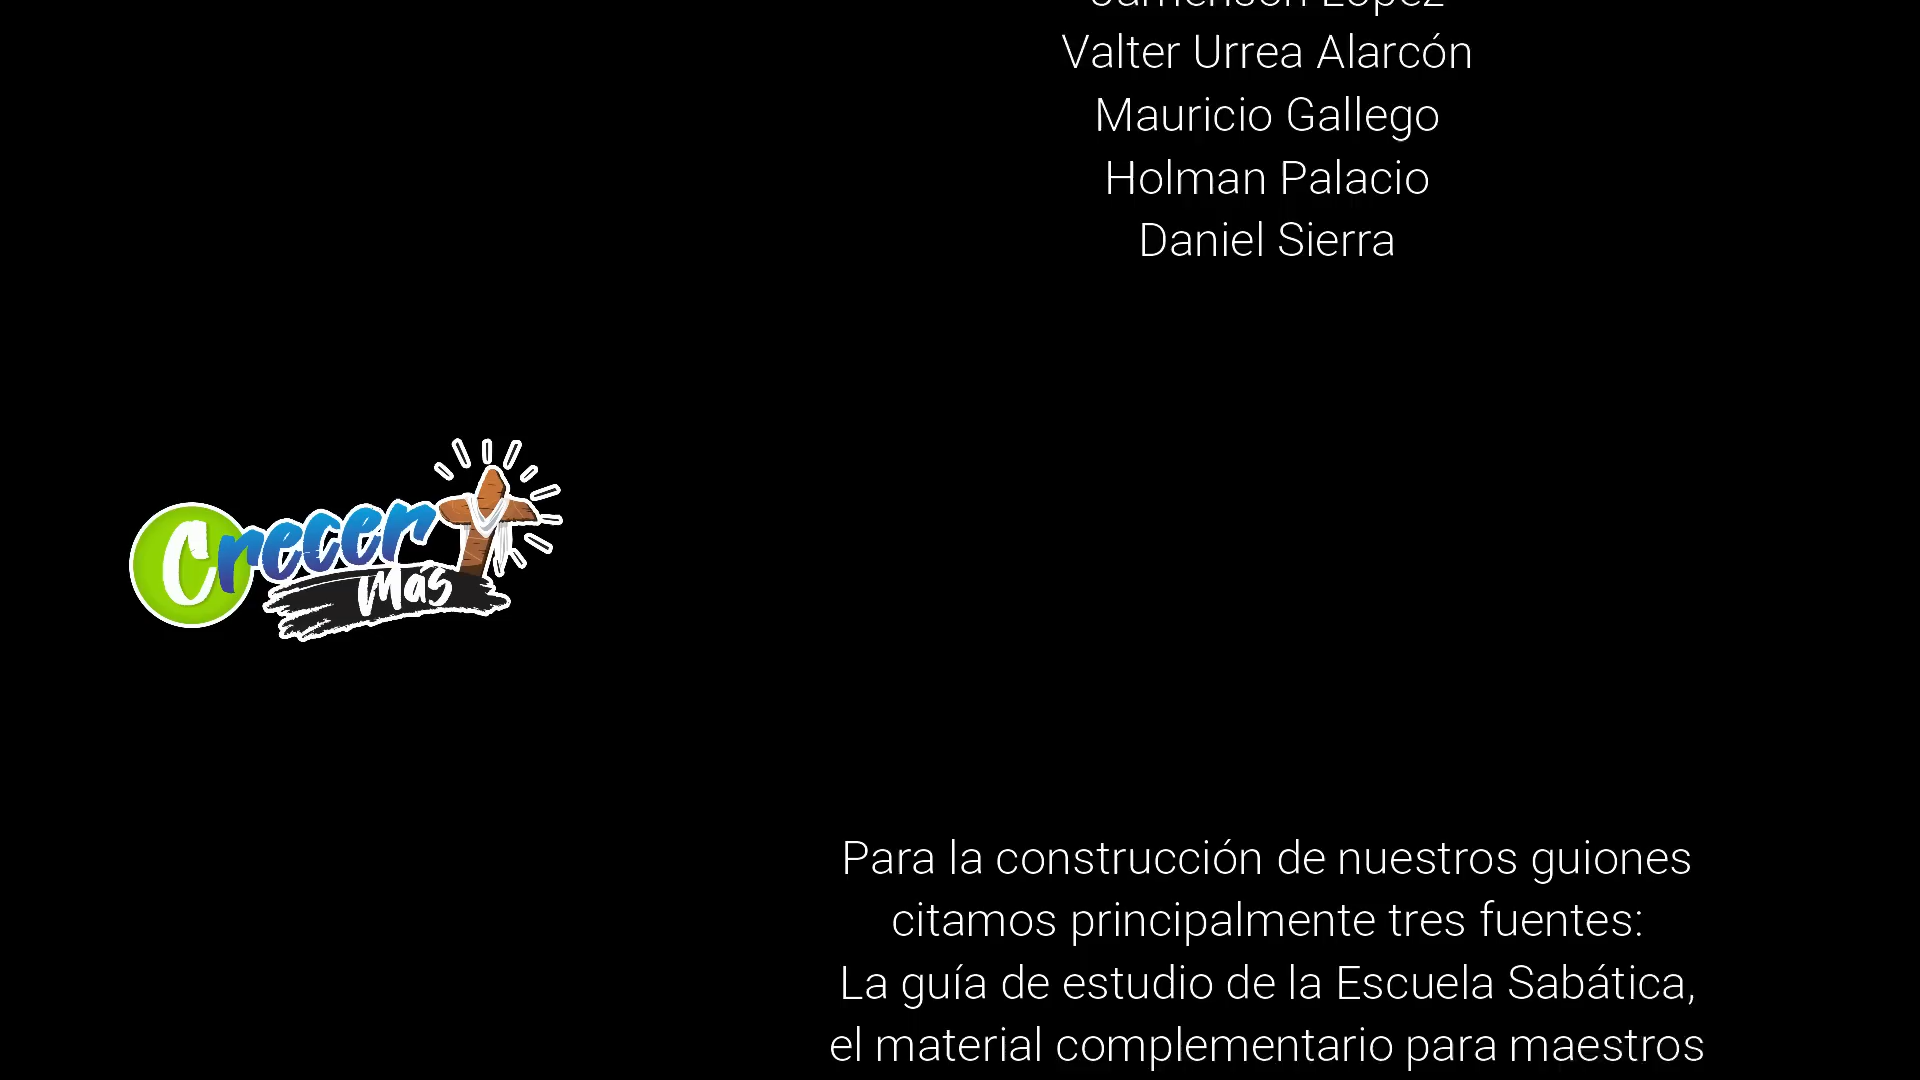 Valter Urrea Alarcón
Mauricio Gallego
Holman Palacio
Daniel Sierra
Crecer
Más
Para la construcción de nuestros guiones
citamos principalmente tres fuentes:
La guía de estudio de la Escuela Sabática,
el material complementario para maestros